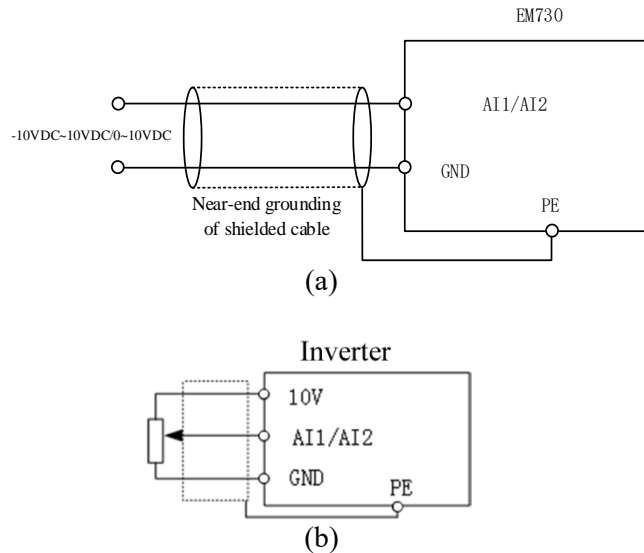 EM730
AI1/AI2
-10VDC~10VDC/0~10VDC
GND
Near-end grounding
of shielded cable
PE
(a)
Inverter
10V
AI1/AI2
GND
PE
(b)